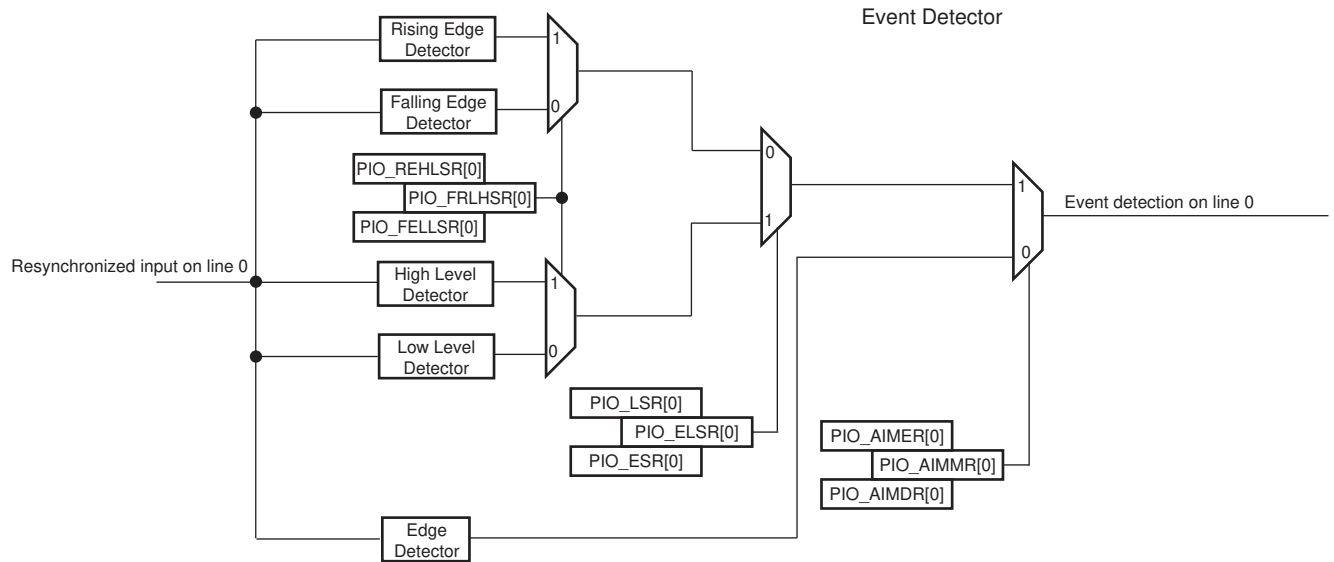 Event Detector
Rising Edge
Detector
1
Falling Edge
Detector
0
0
PIO_REHLSR[0]
PIO_FRLHSR[0]
PIO_FELLSR[0]
1
1
Event detection on line 0
0
Resynchronized input on line 0
High Level
Detector
1
Low Level
Detector
0
PIO_LSR[0]
PIO_ELSR[0]
PIO_ESR[0]
PIO_AIMER[0]
PIO_AIMMR[0]
PIO_AIMDR[0]
Edge
Detector